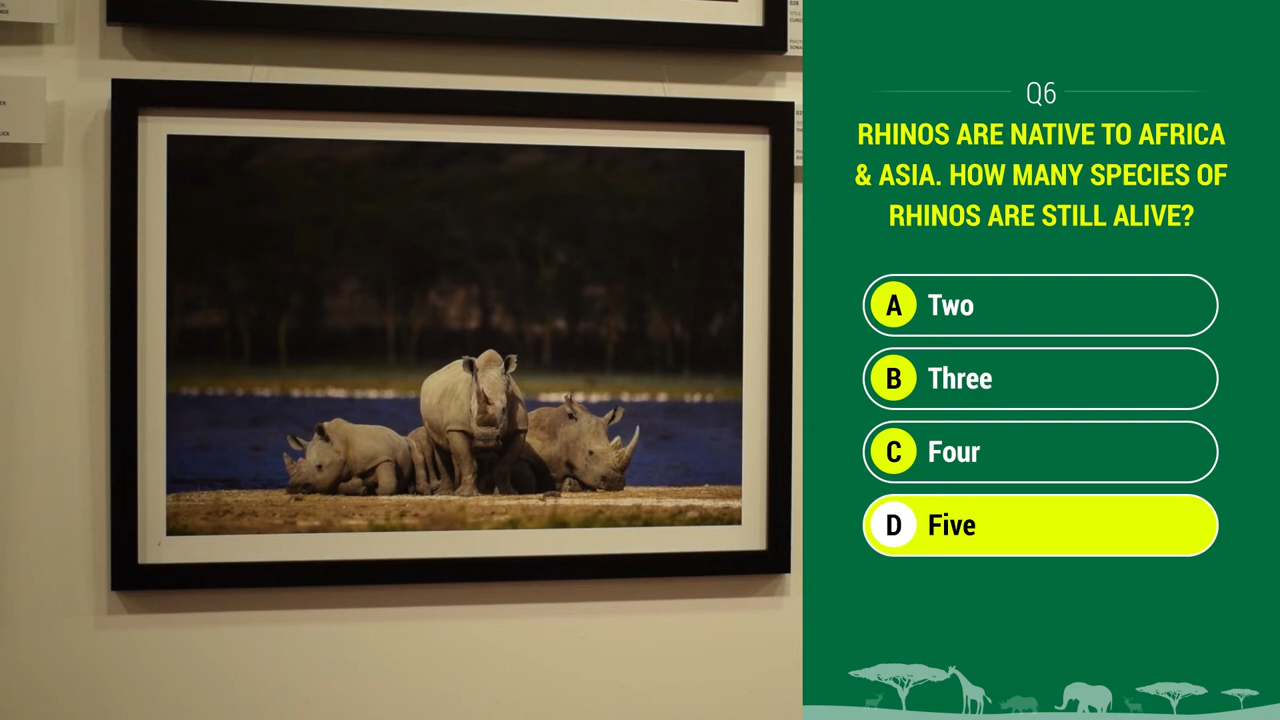 Q6
RHINOS ARE NATIVE TO AFRICA
& ASIA. HOW MANY SPECIES OF
RHINOS ARE STILL ALIVE?
A Two
B Three
C Four
D Five